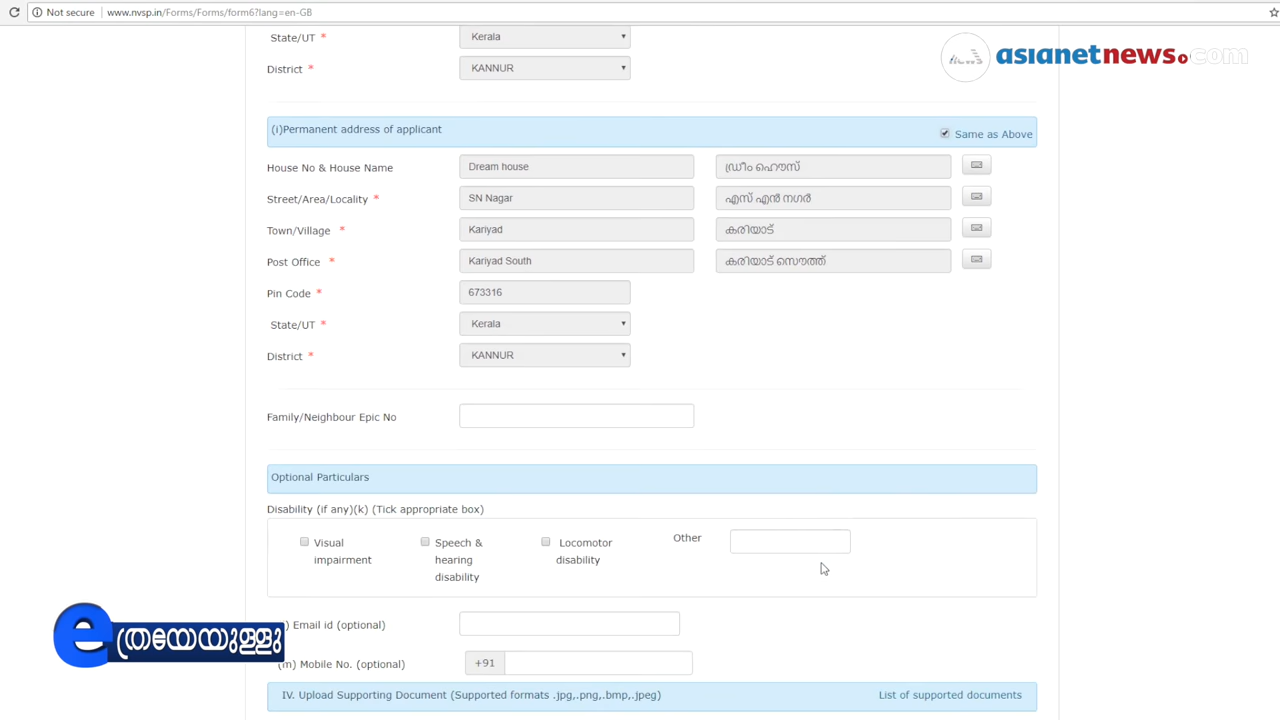 Not secure www.nvsp.in/Forms/Forms/form6?lang=en-GB
State/UT * Kerala
asianetnews.com
District * KANNUR
(i)Permanent address of applicant Same as Above
House No & House Name Dream house ഡ്രീം ഹൌസ്
Street/Area/Locality * SN Nagar എസ് എൻ നഗർ
Town/Village * Kariyad കരിയാട്
Post Office * Kariyad South കരിയാട് സൌത്ത്
Pin Code * 673316
State/UT * Kerala
District * KANNUR
Family/Neighbour Epic No
Optional Particulars
Disability (if any)(k) (Tick appropriate box)
Visual impairment Speech & hearing disability Locomotor disability Other
) Email id (optional)
eത്രയേയുള്ളു
(m) Mobile No. (optional) +91
IV. Upload Supporting Document (Supported formats .jpg,.png,.bmp,.jpeg) List of supported documents